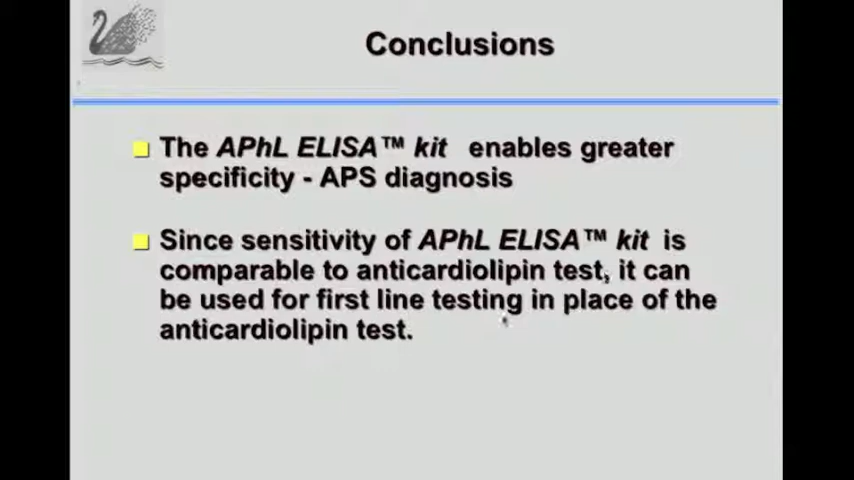 Conclusions
The APhL ELISA™ kit enables greater
specificity - APS diagnosis
Since sensitivity of APhL ELISA™ kit is
comparable to anticardiolipin test, it can
be used for first line testing in place of the
anticardiolipin test.